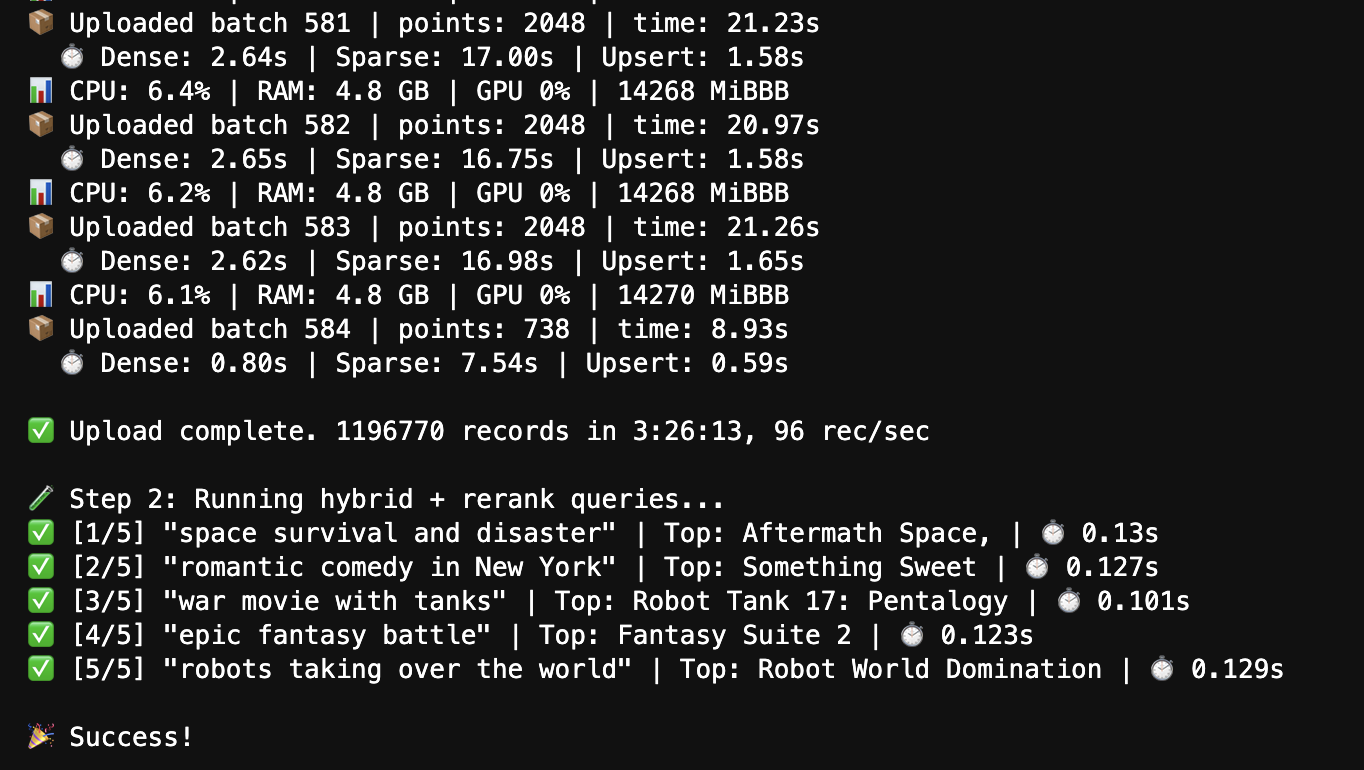 📦 Uploaded batch 581 | points: 2048 | time: 21.23s
⏱ Dense: 2.64s | Sparse: 17.00s | Upsert: 1.58s
📊 CPU: 6.4% | RAM: 4.8 GB | GPU 0% | 14268 MiBBB
📦 Uploaded batch 582 | points: 2048 | time: 20.97s
⏱ Dense: 2.65s | Sparse: 16.75s | Upsert: 1.58s
📊 CPU: 6.2% | RAM: 4.8 GB | GPU 0% | 14268 MiBBB
📦 Uploaded batch 583 | points: 2048 | time: 21.26s
⏱ Dense: 2.62s | Sparse: 16.98s | Upsert: 1.65s
📊 CPU: 6.1% | RAM: 4.8 GB | GPU 0% | 14270 MiBBB
📦 Uploaded batch 584 | points: 738 | time: 8.93s
⏱ Dense: 0.80s | Sparse: 7.54s | Upsert: 0.59s
✅ Upload complete. 1196770 records in 3:26:13, 96 rec/sec
🧪 Step 2: Running hybrid + rerank queries...
✅ [1/5] "space survival and disaster" | Top: Aftermath Space, | ⏱ 0.13s
✅ [2/5] "romantic comedy in New York" | Top: Something Sweet | ⏱ 0.127s
✅ [3/5] "war movie with tanks" | Top: Robot Tank 17: Pentalogy | ⏱ 0.101s
✅ [4/5] "epic fantasy battle" | Top: Fantasy Suite 2 | ⏱ 0.123s
✅ [5/5] "robots taking over the world" | Top: Robot World Domination | ⏱ 0.129s
🎉 Success!